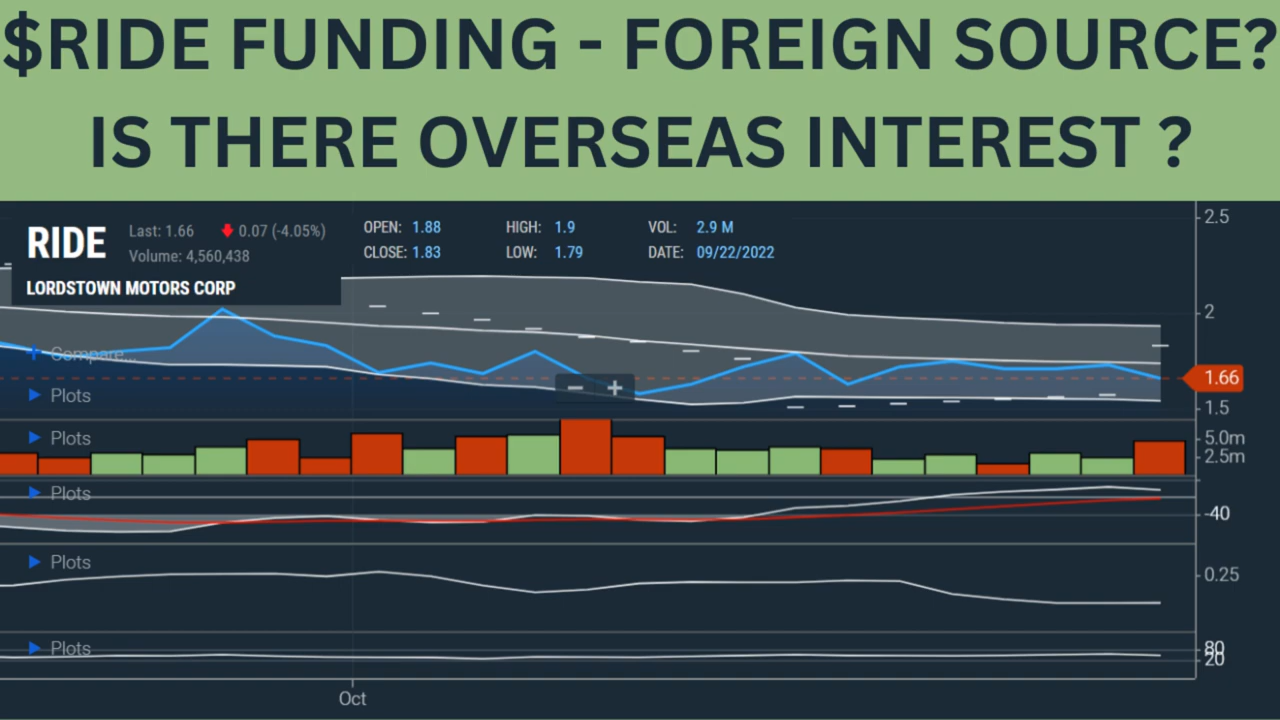 $RIDE FUNDING - FOREIGN SOURCE?
IS THERE OVERSEAS INTEREST ?
RIDE Last: 1.66 0.07 (-4.05%)
Volume: 4,560,438
LORDSTOWN MOTORS CORP
OPEN: 1.88 HIGH: 1.9 VOL: 2.9 M
CLOSE: 1.83 LOW: 1.79 DATE: 09/22/2022
2.5
2
+ Compare...
1.66
Plots
1.5
Plots
5.0m
2.5m
Plots
-40
Plots
0.25
Plots
80
20
Oct